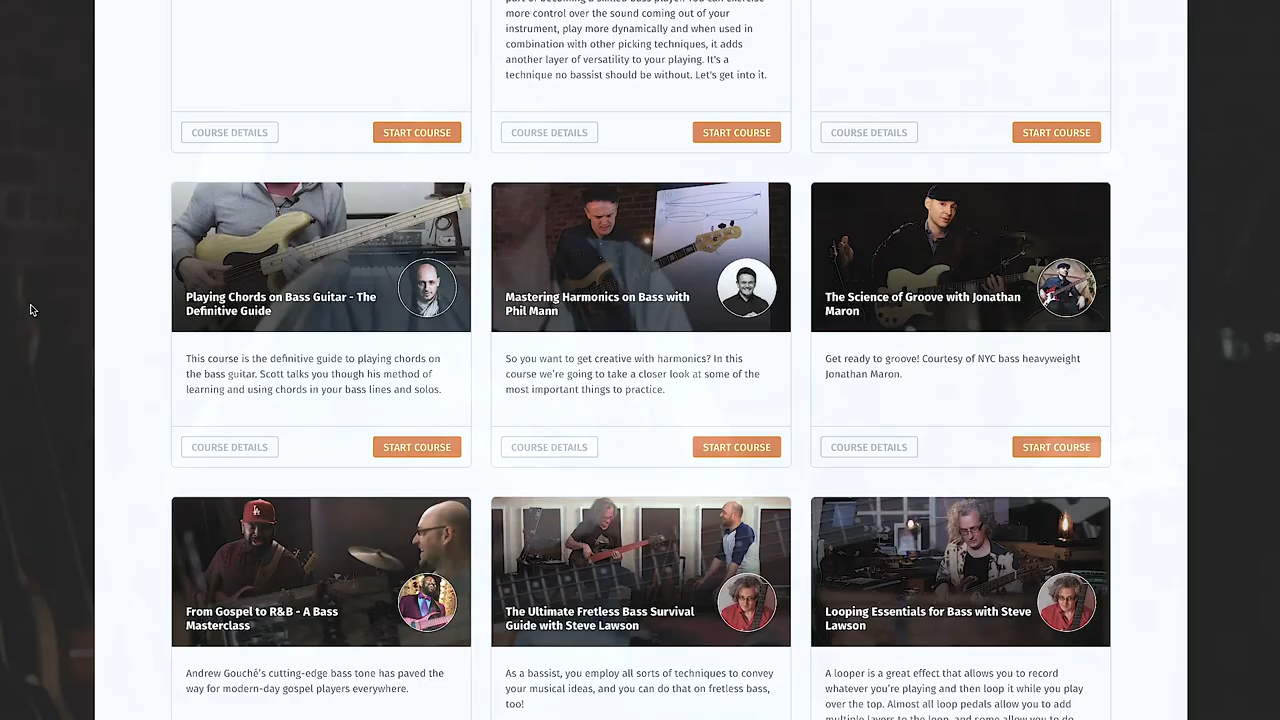 more control over the sound coming out of your
instrument, play more dynamically and when used in
combination with other picking techniques, it adds
another layer of versatility to your playing. It's a
technique no bassist should be without. Let's get into it.
COURSE DETAILS
START COURSE
COURSE DETAILS
START COURSE
COURSE DETAILS
START COURSE
Playing Chords on Bass Guitar - The
Definitive Guide
This course is the definitive guide to playing chords on
the bass guitar. Scott talks you though his method of
learning and using chords in your bass lines and solos.
COURSE DETAILS
START COURSE
Mastering Harmonics on Bass with
Phil Mann
So you want to get creative with harmonics? In this
course we're going to take a closer look at some of the
most important things to practice.
COURSE DETAILS
START COURSE
The Science of Groove with Jonathan
Maron
Get ready to groove! Courtesy of NYC bass heavyweight
Jonathan Maron.
COURSE DETAILS
START COURSE
From Gospel to R&B - A Bass
Masterclass
Andrew Gouché's cutting-edge bass tone has paved the
way for modern-day gospel players everywhere.
The Ultimate Fretless Bass Survival
Guide with Steve Lawson
As a bassist, you employ all sorts of techniques to convey
your musical ideas, and you can do that on fretless bass,
too!
Looping Essentials for Bass with Steve
Lawson
A looper is a great effect that allows you to record
whatever you're playing and then loop it while you play
over the top. Almost all loop pedals allow you to add
multiple layers to the loop, and some allow you to do